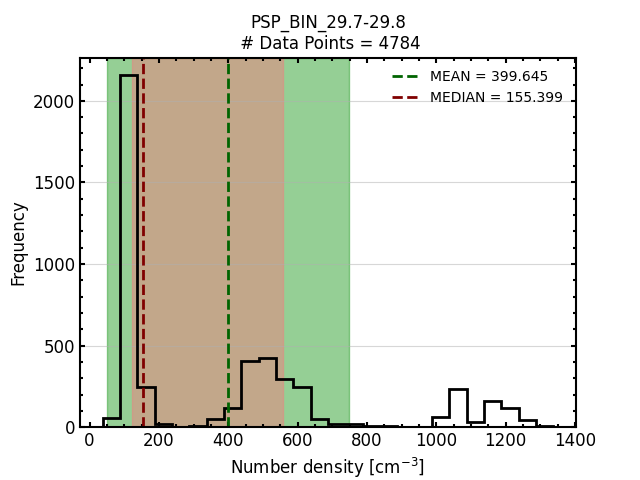 PSP_BIN_29.7-29.8
# Data Points = 4784
MEAN = 399.645
MEDIAN = 155.399
Frequency
2000
1500
1000
500
0
0 200 400 600 800 1000 1200 1400
Number density [cm⁻³]